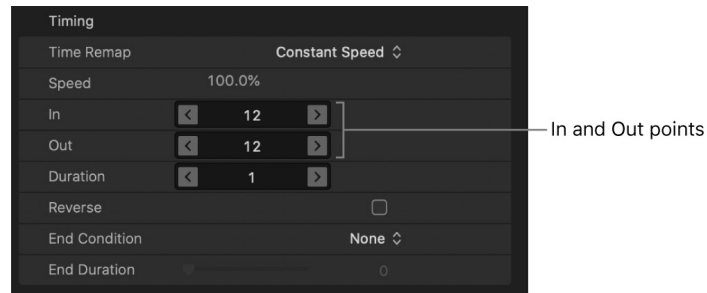 Timing
Time Remap Constant Speed
Speed 100.0%
In 12
Out 12
In and Out points
Duration 1
Reverse
End Condition None
End Duration 0